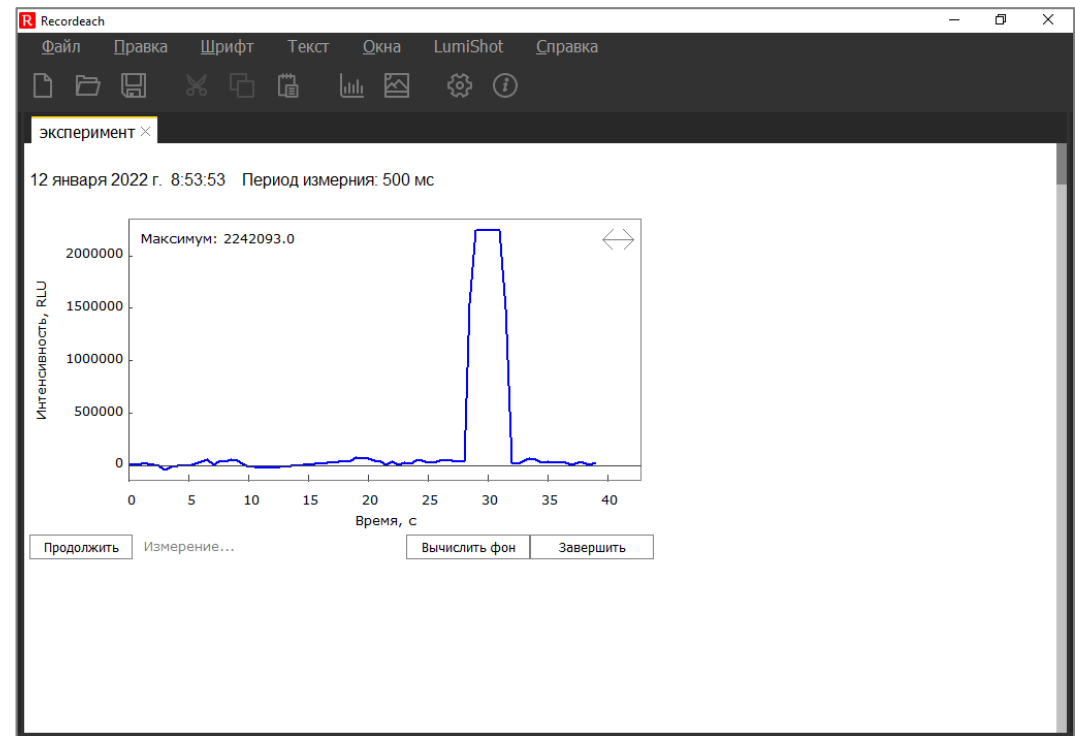 Recordeach
Файл Правка Шрифт Текст Окна LumiShot Справка
эксперимент
12 января 2022 г. 8:53:53 Период измерния: 500 мс
Максимум: 2242093.0
Интенсивность, RLU
2000000
1500000
1000000
500000
0
0 5 10 15 20 25 30 35 40
Время, с
Продолжить Измерение... Вычислить фон Завершить